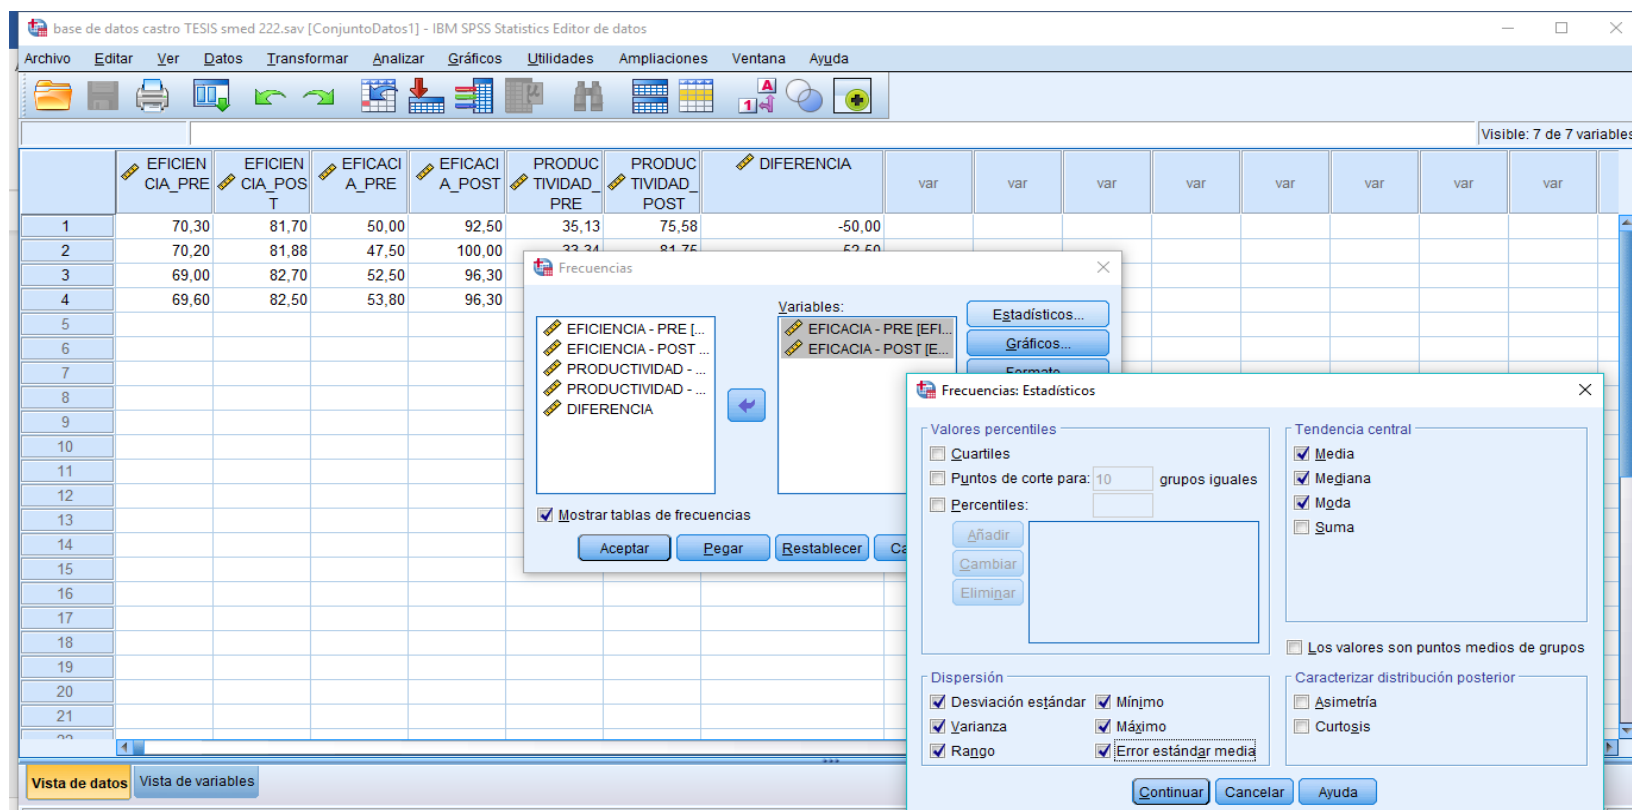 base de datos castro TESIS smed 222.sav [ConjuntoDatos1] - IBM SPSS Statistics Editor de datos
Archivo Editar Ver Datos Transformar Analizar Gráficos Utilidades Ampliaciones Ventana Ayuda
Visible: 7 de 7 variables
EFICIEN
CIA_PRE
EFICIEN
CIA_POS
T
EFICACI
A_PRE
EFICACI
A_POST
PRODUC
TIVIDAD_
PRE
PRODUC
TIVIDAD_
POST
DIFERENCIA
var var var var var var var var
1 70,30 81,70 50,00 92,50 35,13 75,58 -50,00
2 70,20 81,88 47,50 100,00 33,34 81,75 -52,50
3 69,00 82,70 52,50 96,30
4 69,60 82,50 53,80 96,30
5
6
7
8
9
10
11
12
13
14
15
16
17
18
19
20
21
22
Vista de datos Vista de variables
Frecuencias
EFICIENCIA - PRE [...
EFICIENCIA - POST ...
PRODUCTIVIDAD - ...
PRODUCTIVIDAD - ...
DIFERENCIA
Variables:
EFICACIA - PRE [EFI...
EFICACIA - POST [E...
Estadísticos...
Gráficos...
Formato
Mostrar tablas de frecuencias
Aceptar Pegar Restablecer Ca
Frecuencias: Estadísticos
Valores percentiles
Cuartiles
Puntos de corte para: 10 grupos iguales
Percentiles:
Añadir
Cambiar
Eliminar
Tendencia central
Media
Mediana
Moda
Suma
Los valores son puntos medios de grupos
Dispersión
Desviación estándar Mínimo
Varianza Máximo
Rango Error estándar media
Caracterizar distribución posterior
Asimetría
Curtosis
Continuar Cancelar Ayuda